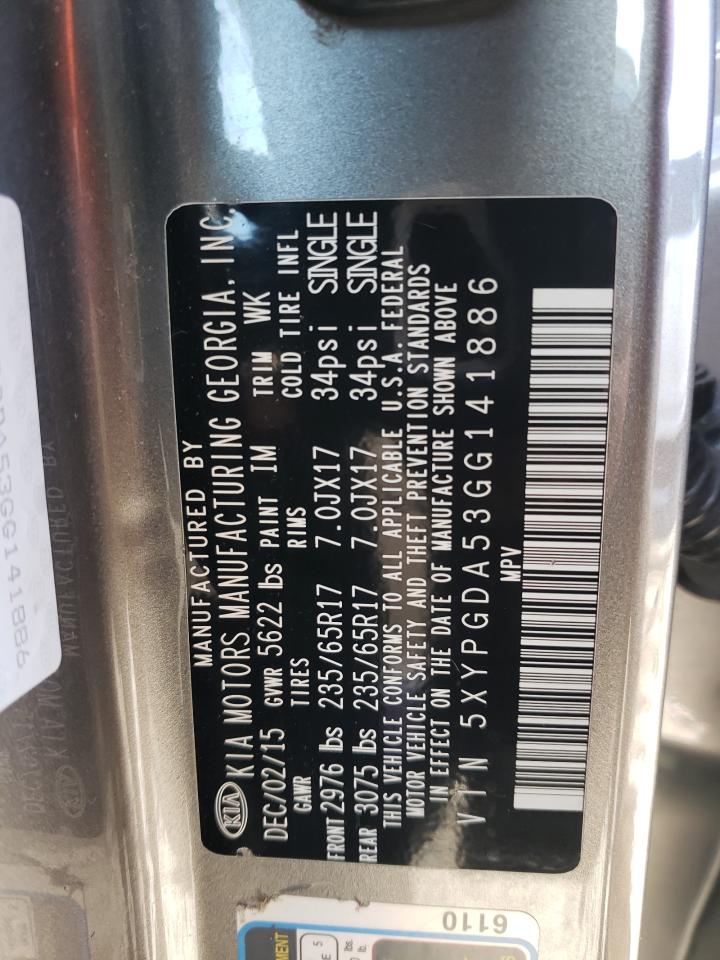 MANUFACTURED BY
KIA KIA MOTORS MANUFACTURING GEORGIA, INC.
DEC/02/15 GVWR 5622 lbs PAINT IM TRIM WK
GAWR TIRES RIMS COLD TIRE INFL
FRONT 2976 lbs 235/65R17 7.0JX17 34psi SINGLE
REAR 3075 lbs 235/65R17 7.0JX17 34psi SINGLE
THIS VEHICLE CONFORMS TO ALL APPLICABLE U.S.A. FEDERAL
MOTOR VEHICLE SAFETY AND THEFT PREVENTION STANDARDS
IN EFFECT ON THE DATE OF MANUFACTURE SHOWN ABOVE
VIN 5XYPGDA53GG141886
MPV
6110